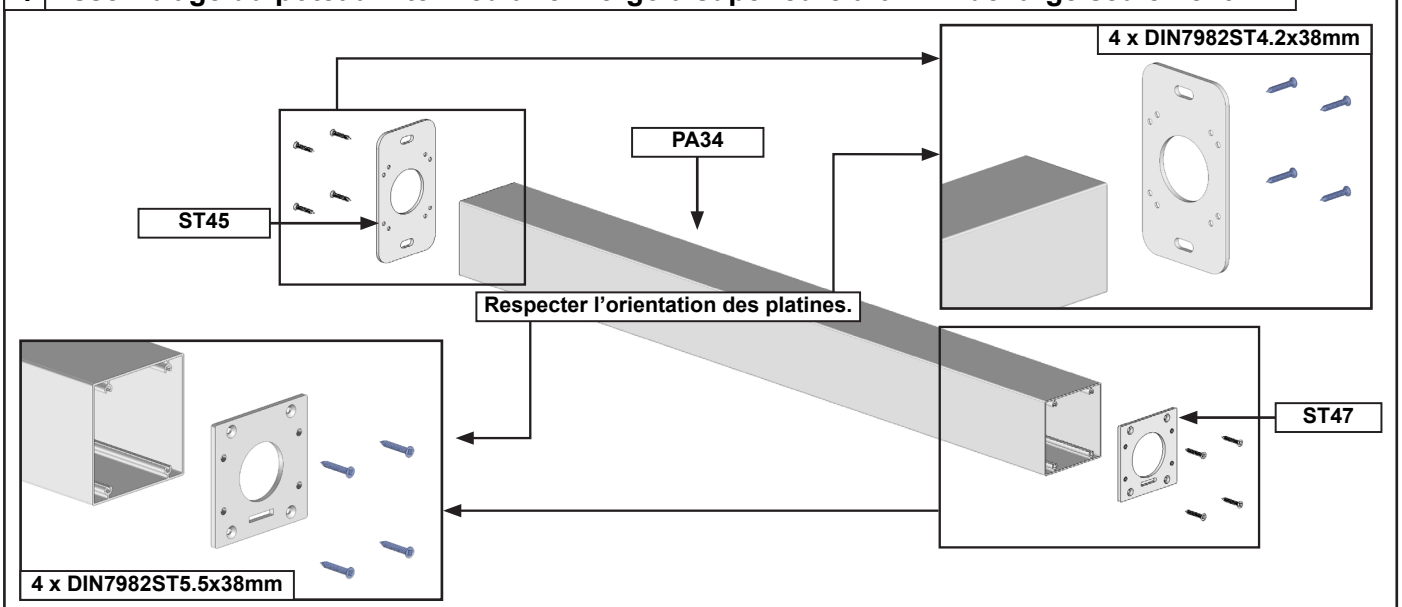 4 x DIN7982ST4.2x38mm
PA34
ST45
Respecter l’orientation des platines.
ST47
4 x DIN7982ST5.5x38mm